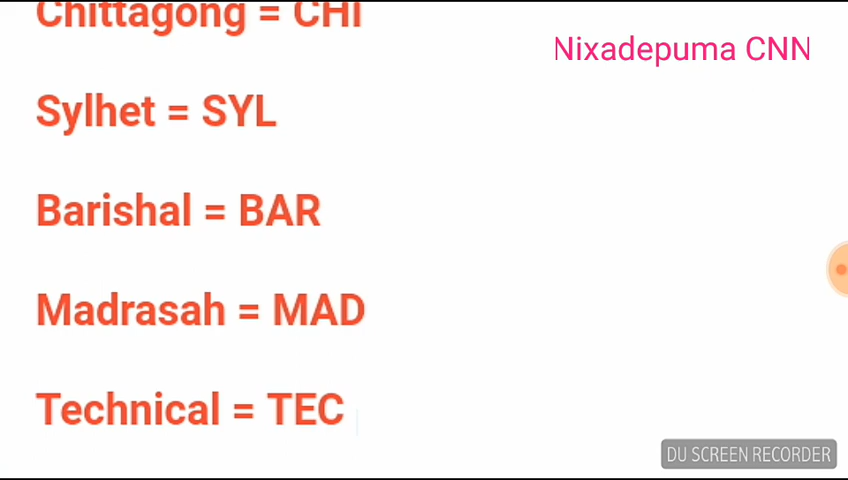 Chittagong = CHI
Nixadepuma CNN
Sylhet = SYL
Barishal = BAR
Madrasah = MAD
Technical = TEC
DU SCREEN RECORDER